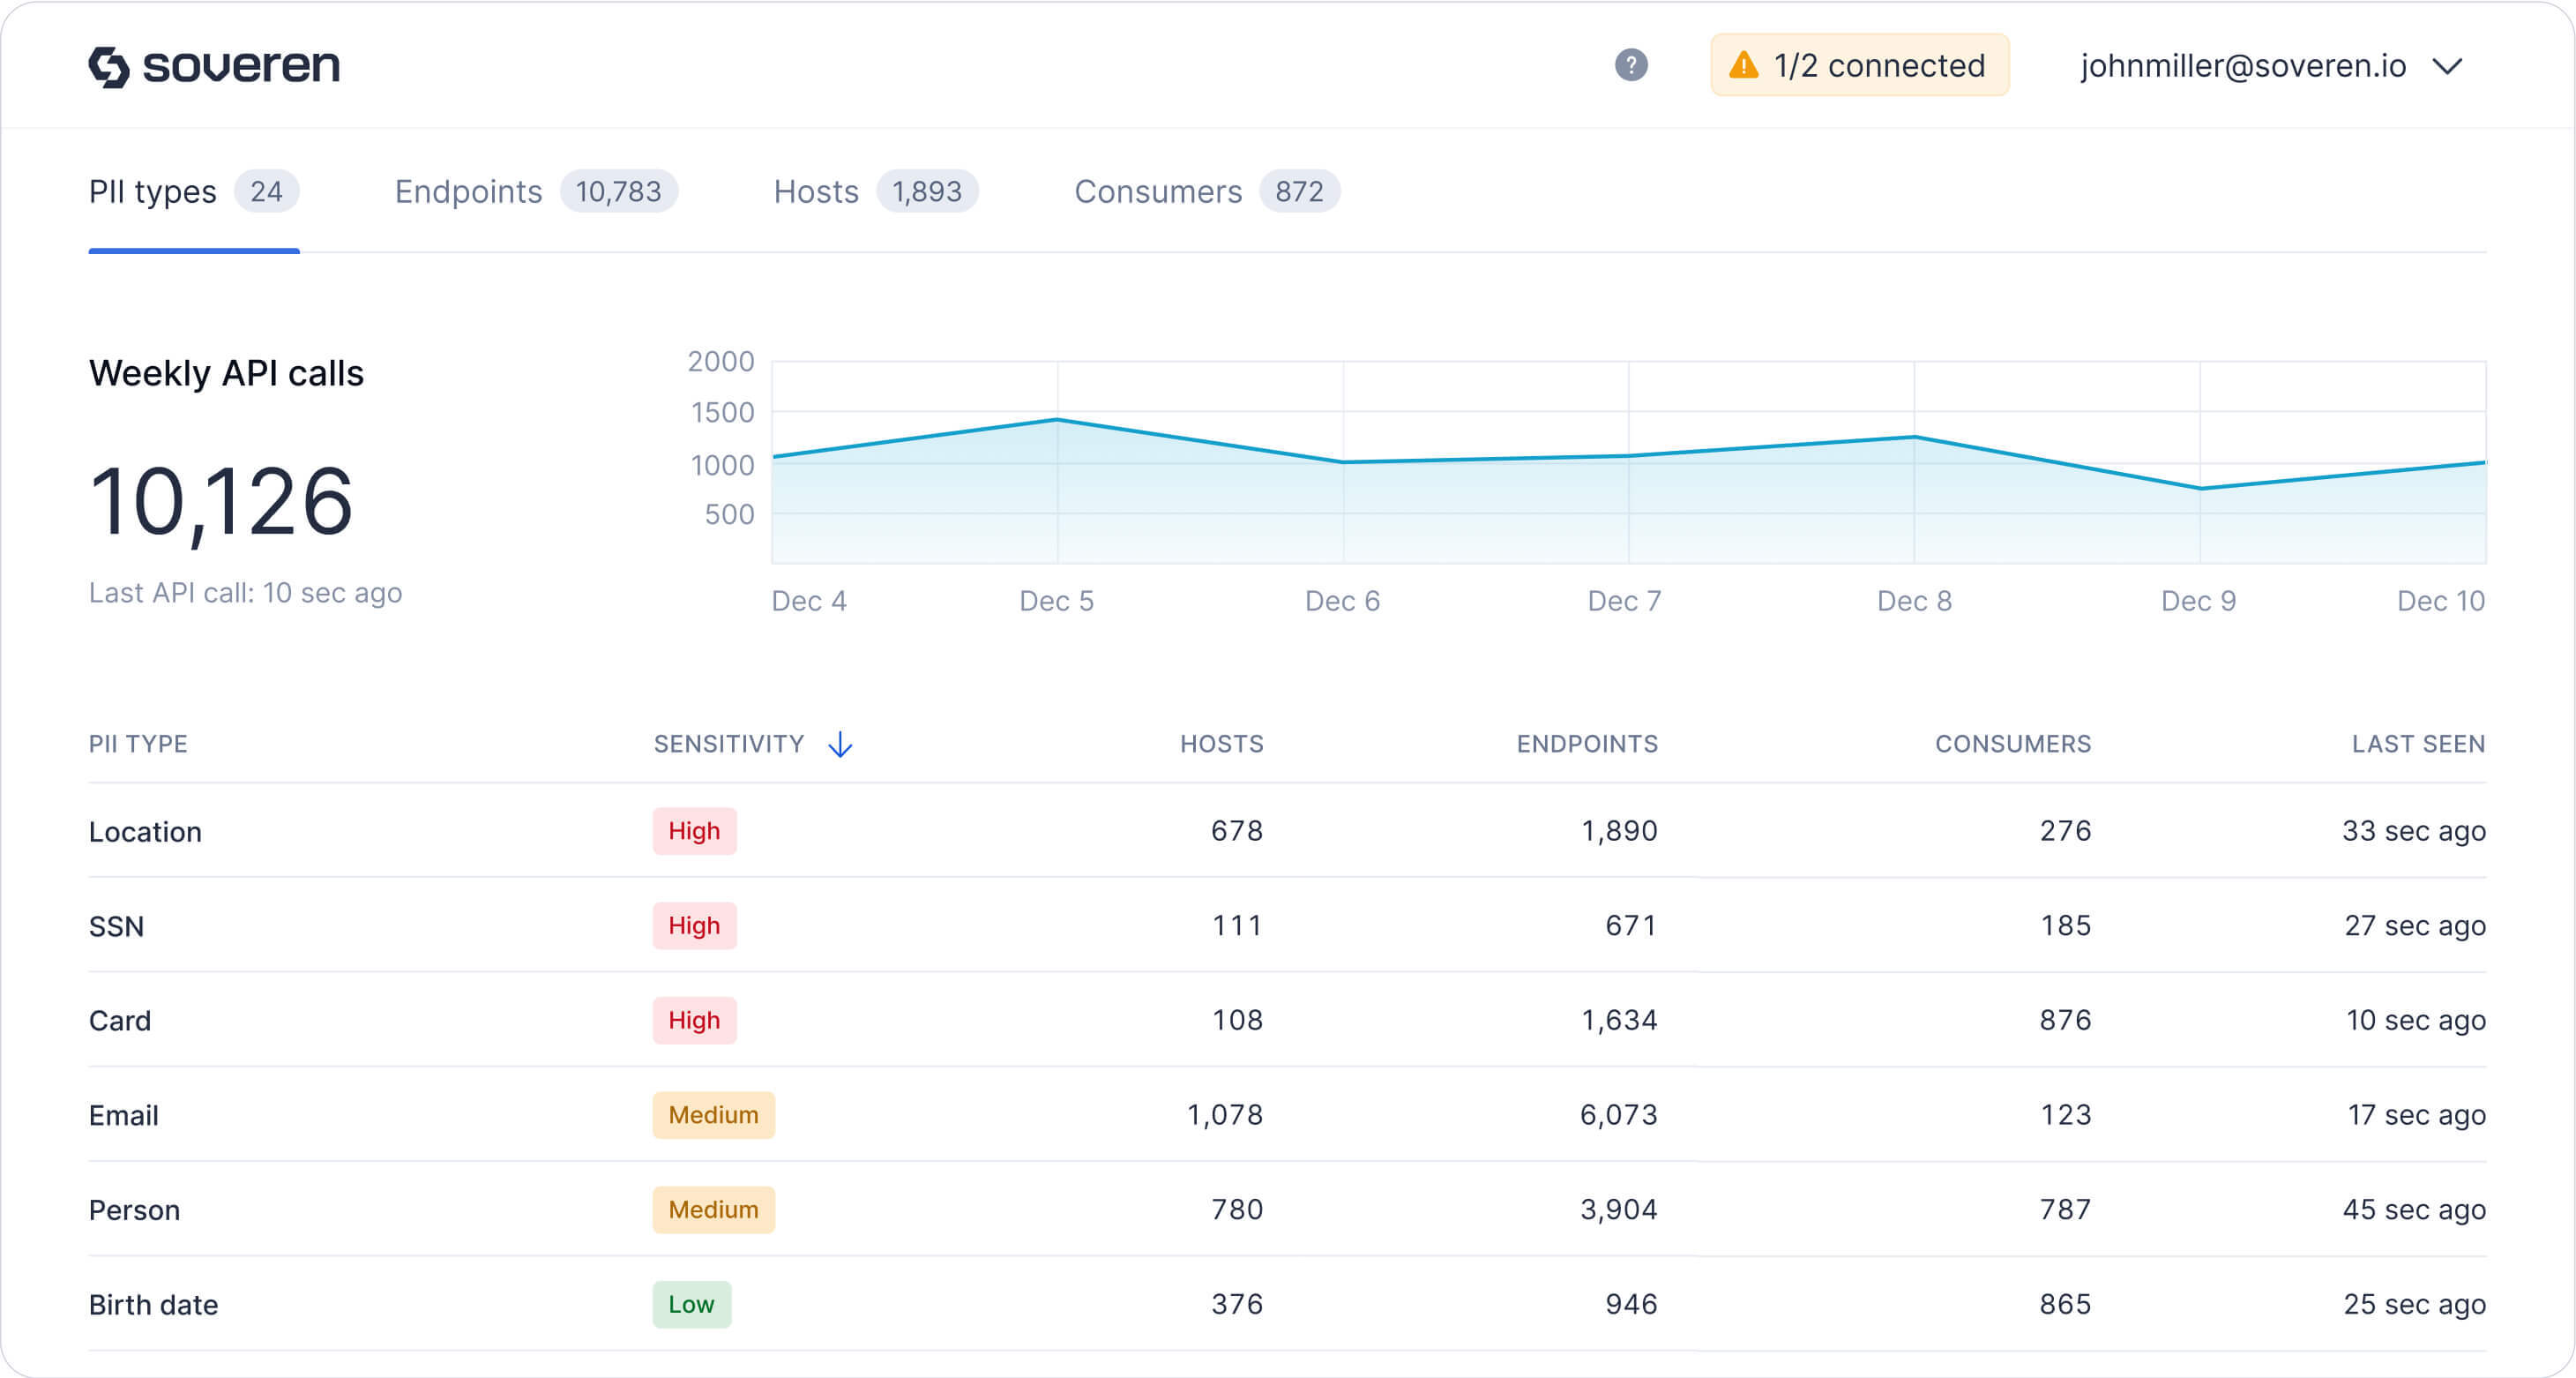 soveren
?
1/2 connected
johnmiller@soveren.io
PII types 24 Endpoints 10,783 Hosts 1,893 Consumers 872
Weekly API calls
10,126
Last API call: 10 sec ago
2000
1500
1000
500
Dec 4 Dec 5 Dec 6 Dec 7 Dec 8 Dec 9 Dec 10
PII TYPE SENSITIVITY HOSTS ENDPOINTS CONSUMERS LAST SEEN
Location High 678 1,890 276 33 sec ago
SSN High 111 671 185 27 sec ago
Card High 108 1,634 876 10 sec ago
Email Medium 1,078 6,073 123 17 sec ago
Person Medium 780 3,904 787 45 sec ago
Birth date Low 376 946 865 25 sec ago